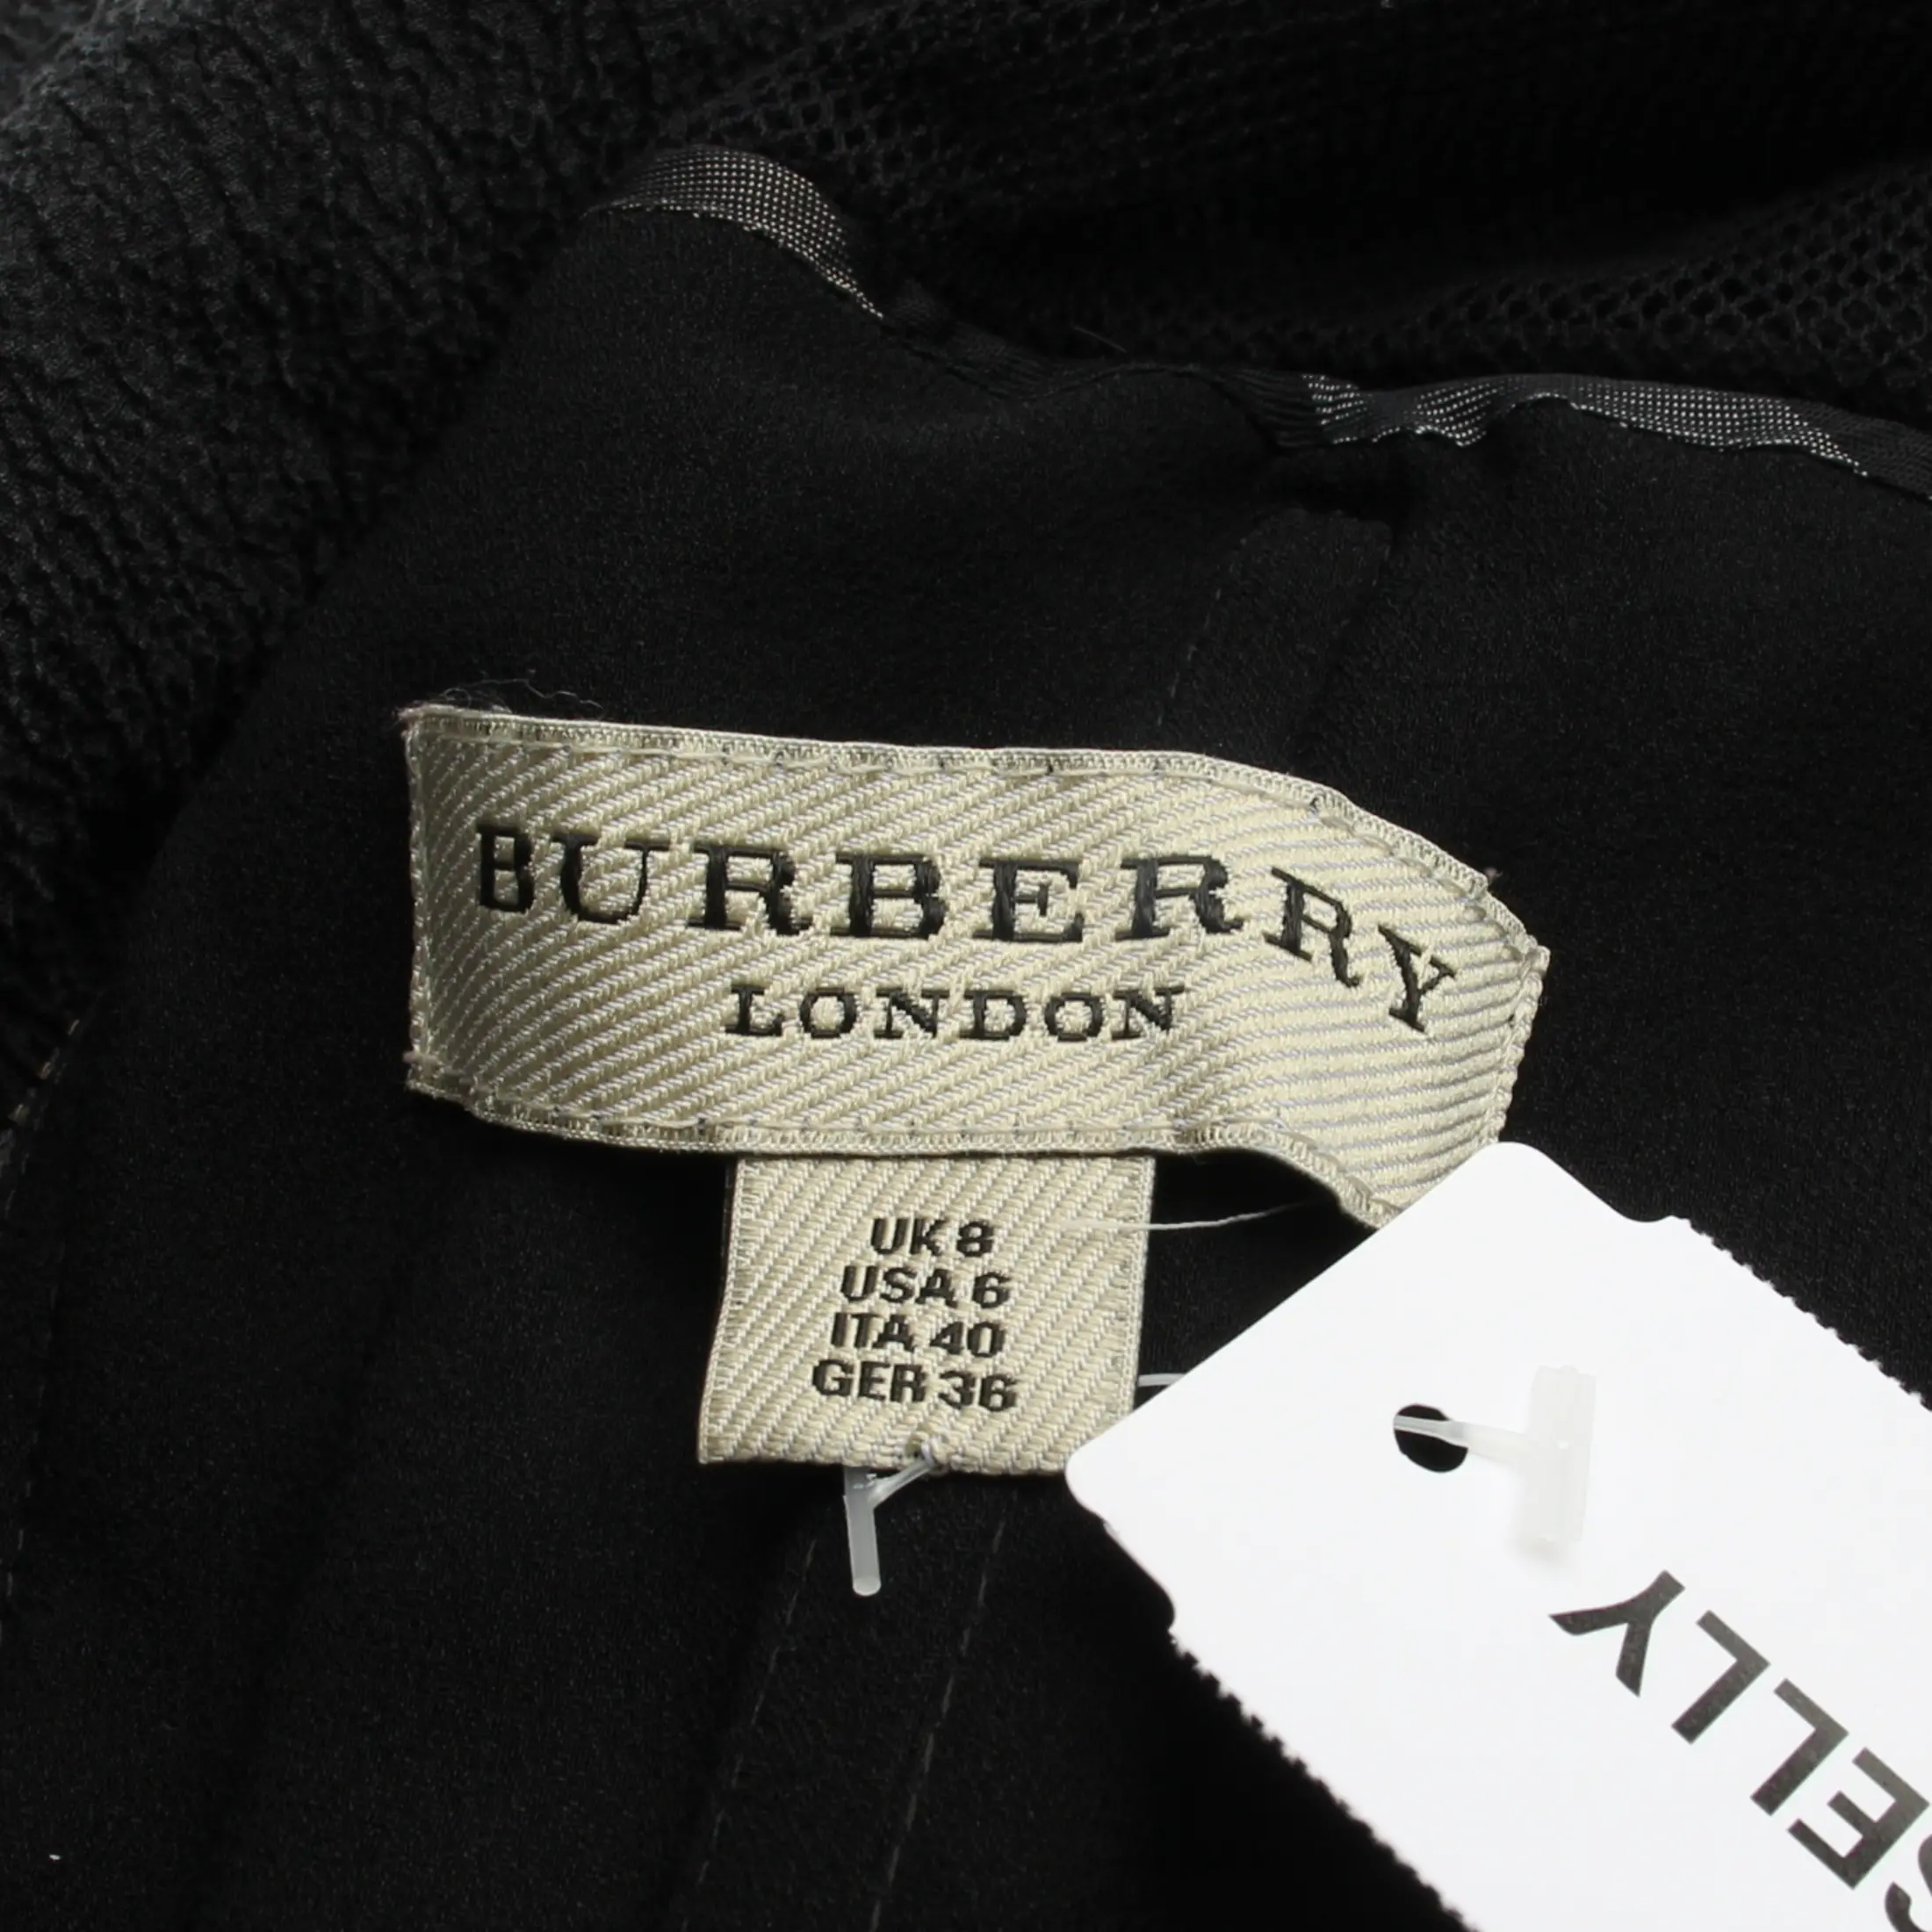 BURBERRY
LONDON
UK 8
USA 6
ITA 40
GER 36
SELLY